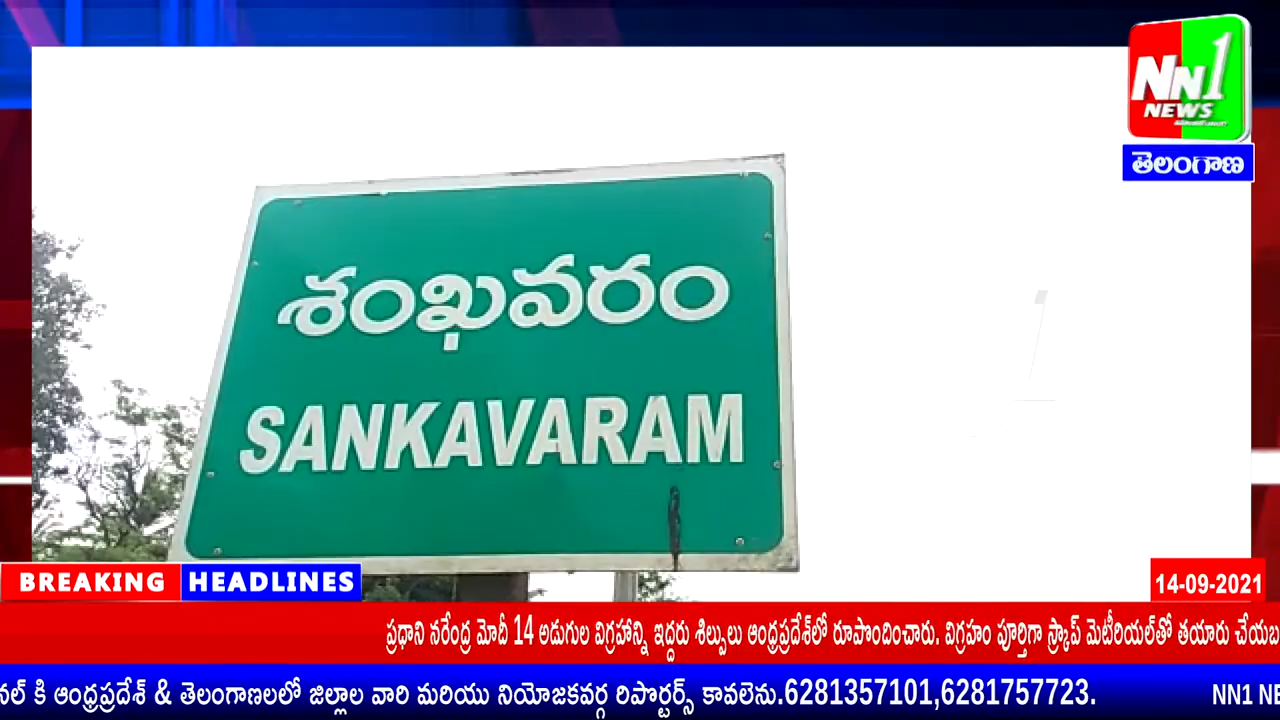 NN1
NEWS
తెలంగాణ
శంఖవరం
SANKAVARAM
BREAKING HEADLINES
14-09-2021
ప్రధాని నరేంద్ర మోదీ 14 అడుగుల విగ్రహాన్ని ఇద్దరు శిల్పులు ఆంధ్రప్రదేశ్‌లో రూపొందించారు. విగ్రహం పూర్తిగా స్క్రాప్ మెటీరియల్‌తో తయారు చేయబ
నల్ కి ఆంధ్రప్రదేశ్ & తెలంగాణలలో జిల్లాల వారి మరియు నియోజకవర్గ రిపొర్టర్స్ కావలెను.6281357101,6281757723. NN1 NE